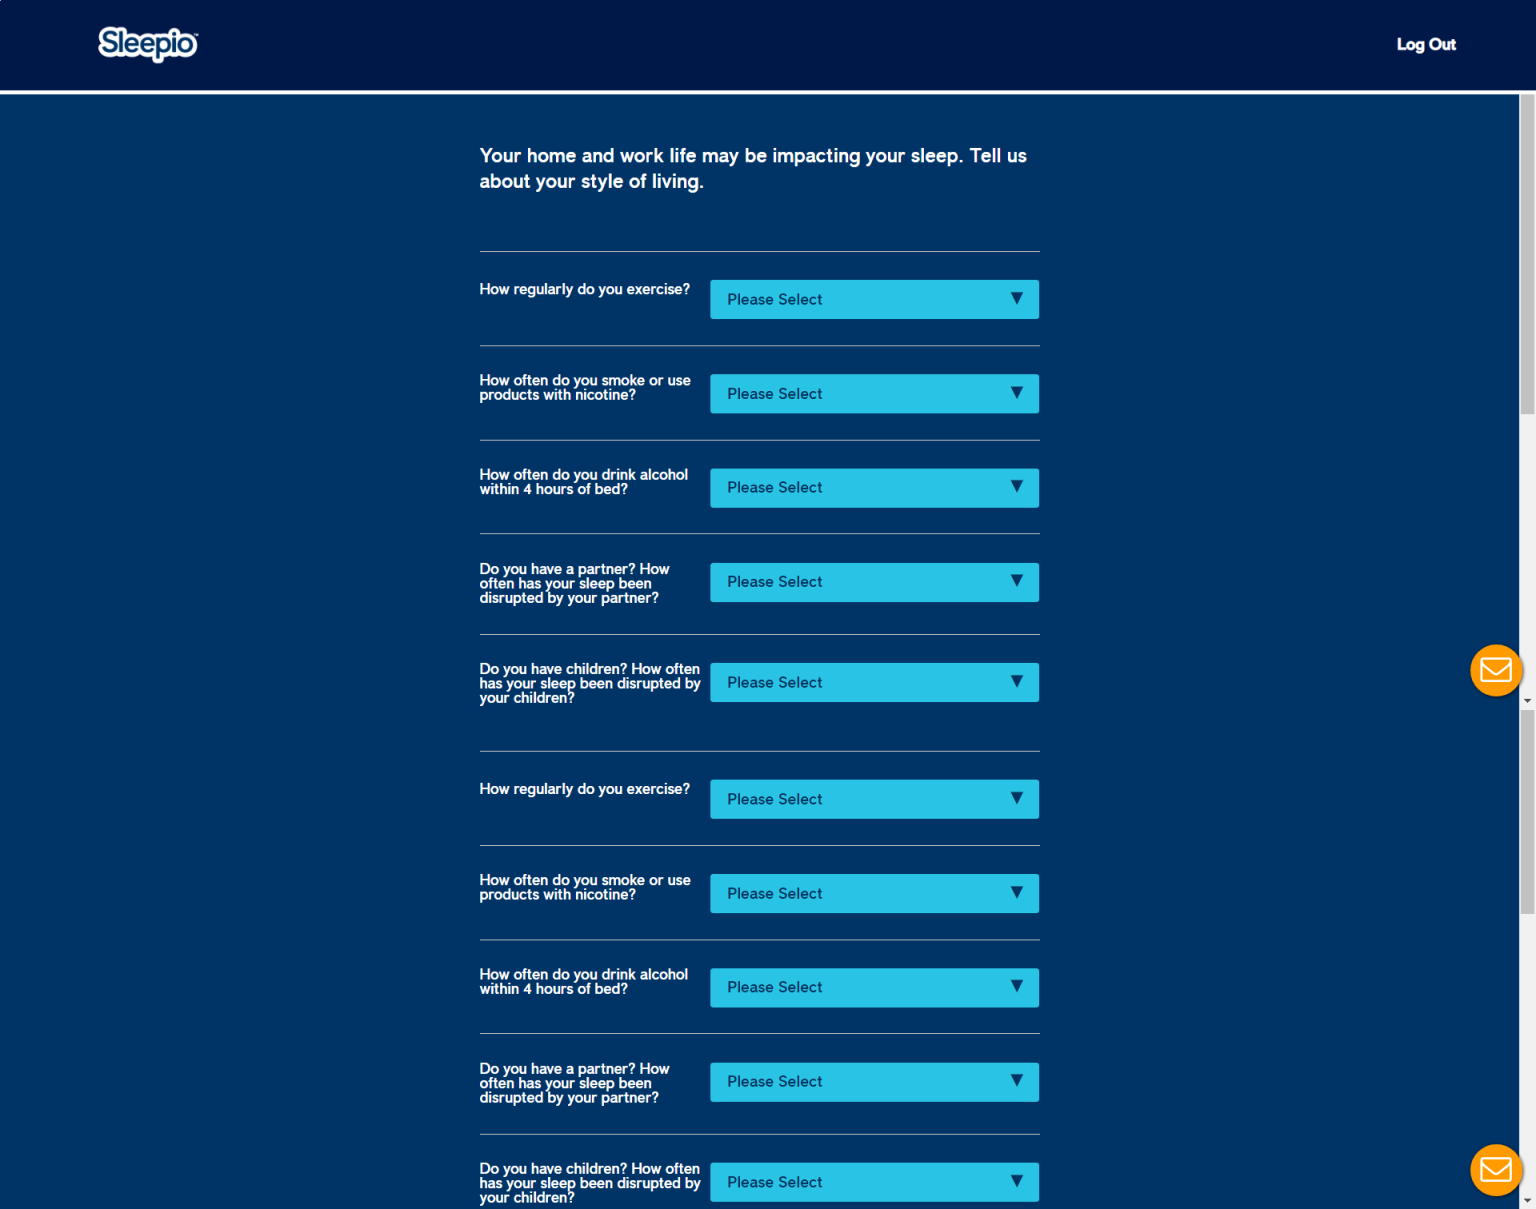 Sleepio™
Log Out
Your home and work life may be impacting your sleep. Tell us
about your style of living.
How regularly do you exercise?
Please Select
How often do you smoke or use
products with nicotine?
Please Select
How often do you drink alcohol
within 4 hours of bed?
Please Select
Do you have a partner? How
often has your sleep been
disrupted by your partner?
Please Select
Do you have children? How often
has your sleep been disrupted by
your children?
Please Select
How regularly do you exercise?
Please Select
How often do you smoke or use
products with nicotine?
Please Select
How often do you drink alcohol
within 4 hours of bed?
Please Select
Do you have a partner? How
often has your sleep been
disrupted by your partner?
Please Select
Do you have children? How often
has your sleep been disrupted by
your children?
Please Select